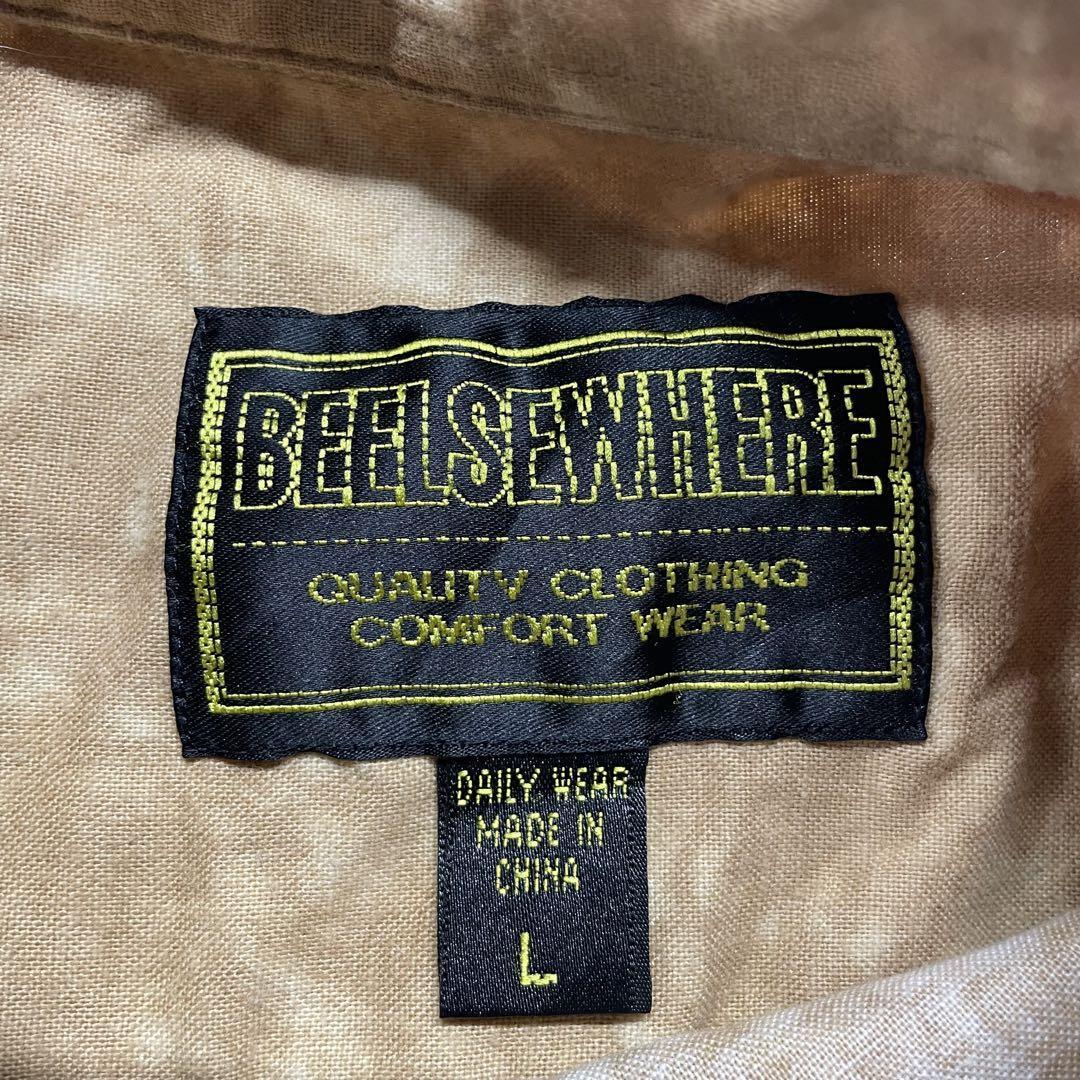 BEELSEWHERE
QUALITY CLOTHING
COMFORT WEAR
DAILY WEAR
MADE IN
CHINA
L